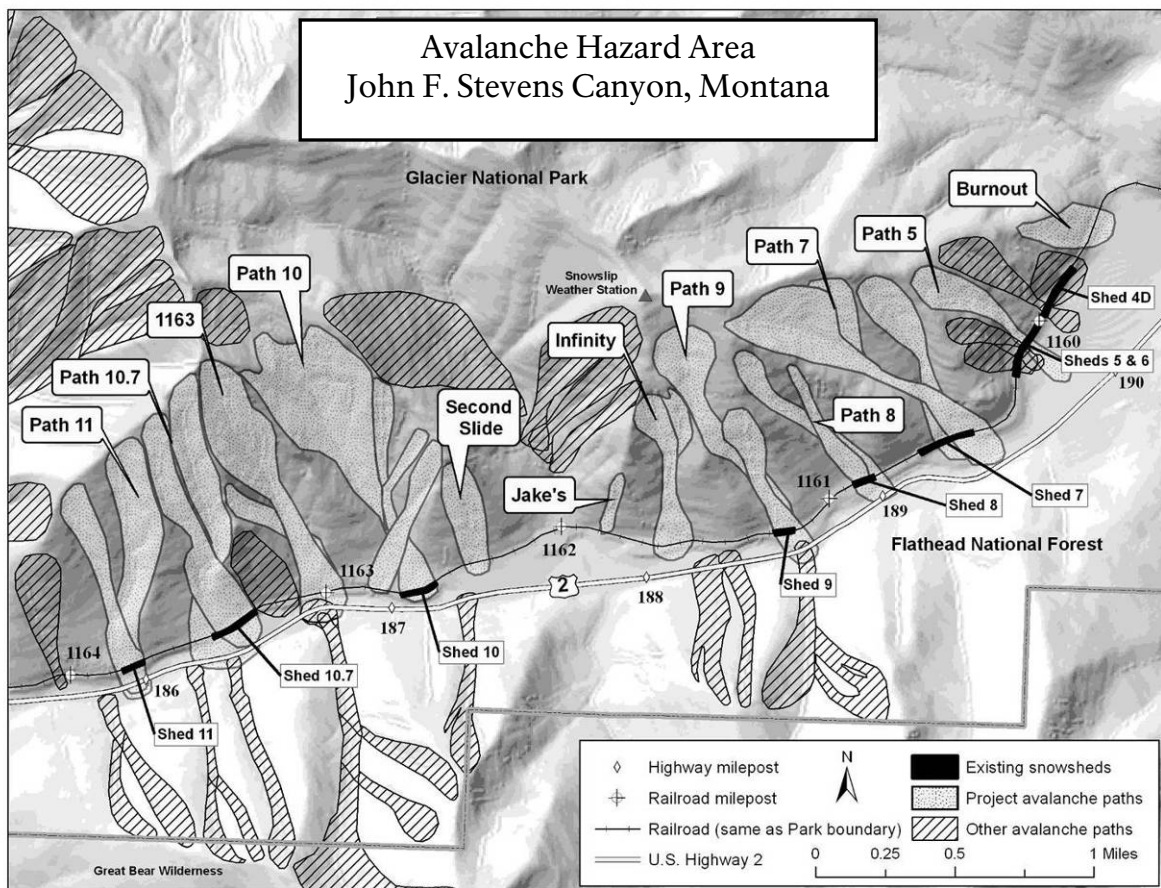 Avalanche Hazard Area
John F. Stevens Canyon, Montana
Glacier National Park
Burnout
Path 5
Path 7
Path 10
Snowslip
Weather Station
Path 9
Shed 4D
1163
Infinity
1160
Sheds 5 & 6
190
Path 10.7
Second
Slide
Path 8
Path 11
Jake's
1161
189
Shed 8
Shed 7
1162
Flathead National Forest
1163
2
188
Shed 9
187
1164
Shed 10
186
Shed 10.7
Shed 11
Highway milepost
Railroad milepost
Railroad (same as Park boundary)
U.S. Highway 2
N
Existing snowsheds
Project avalanche paths
Other avalanche paths
0 0.25 0.5 1 Miles
Great Bear Wilderness